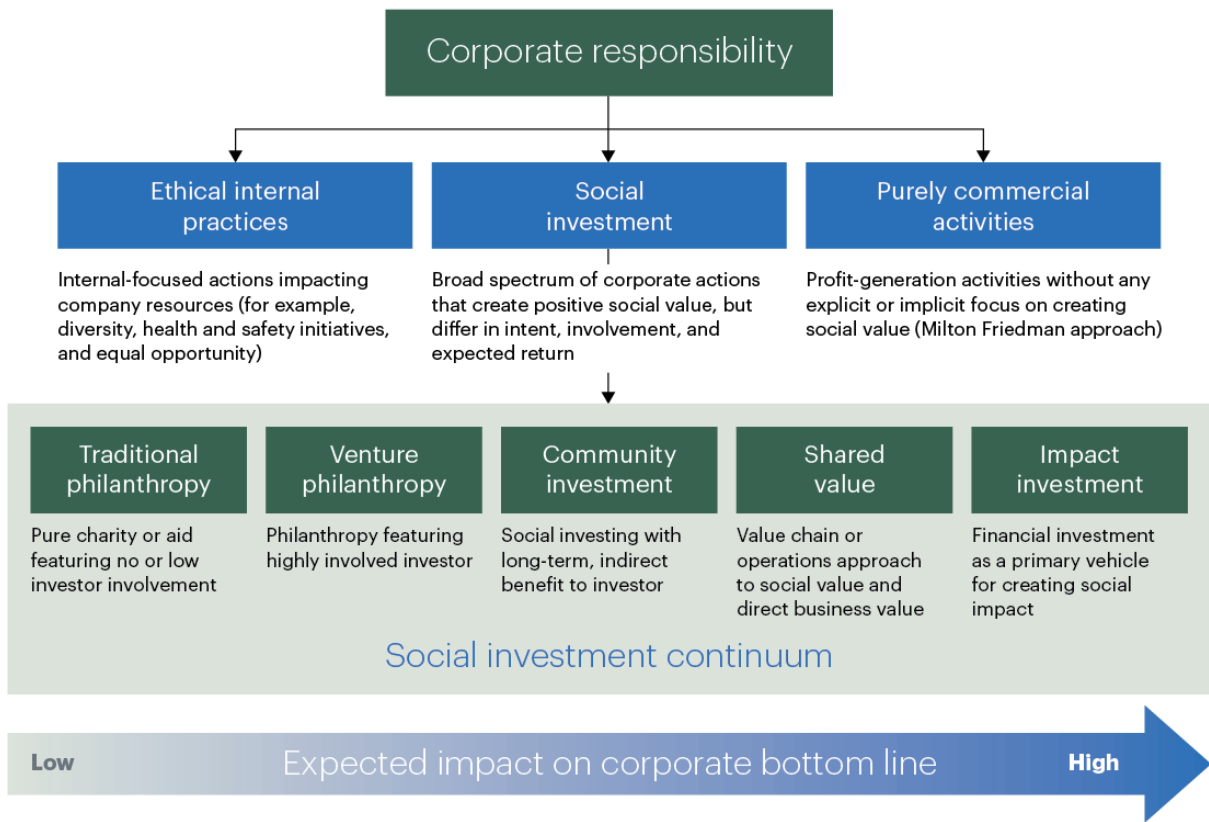 Corporate responsibility
Ethical internal
practices
Internal-focused actions impacting
company resources (for example,
diversity, health and safety initiatives,
and equal opportunity)
Social
investment
Broad spectrum of corporate actions
that create positive social value, but
differ in intent, involvement, and
expected return
Purely commercial
activities
Profit-generation activities without any
explicit or implicit focus on creating
social value (Milton Friedman approach)
Traditional
philanthropy
Pure charity or aid
featuring no or low
investor involvement
Venture
philanthropy
Philanthropy featuring
highly involved investor
Community
investment
Social investing with
long-term, indirect
benefit to investor
Shared
value
Value chain or
operations approach
to social value and
direct business value
Impact
investment
Financial investment
as a primary vehicle
for creating social
impact
Social investment continuum
Low
Expected impact on corporate bottom line
High